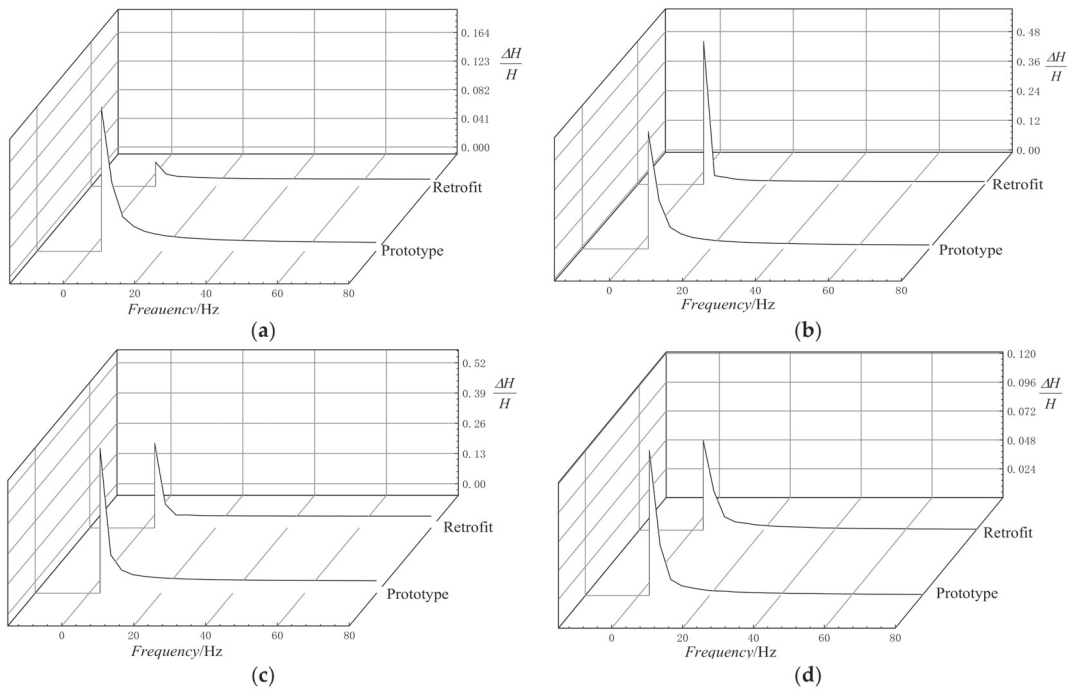 0.164
0.123
0.082
0.041
0.000
ΔH
H
Retrofit
Prototype
0 20 40 60 80
Frequency/Hz
(a)
0.48
0.36
0.24
0.12
0.00
ΔH
H
Retrofit
Prototype
0 20 40 60 80
Frequency/Hz
(b)
0.52
0.39
0.26
0.13
0.00
ΔH
H
Retrofit
Prototype
0 20 40 60 80
Frequency/Hz
(c)
0.120
0.096
0.072
0.048
0.024
ΔH
H
Retrofit
Prototype
0 20 40 60 80
Frequency/Hz
(d)